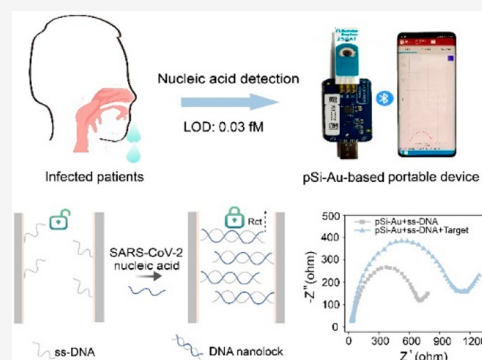 Nucleic acid detection
LOD: 0.03 fM
Infected patients
pSi-Au-based portable device
SARS-CoV-2
nucleic acid
Rct
ss-DNA
DNA nanolock
pSi-Au+ss-DNA
pSi-Au+ss-DNA+Target
-Z" (ohm)
500
400
300
200
100
0
0 300 600 900 1200
Z' (ohm)